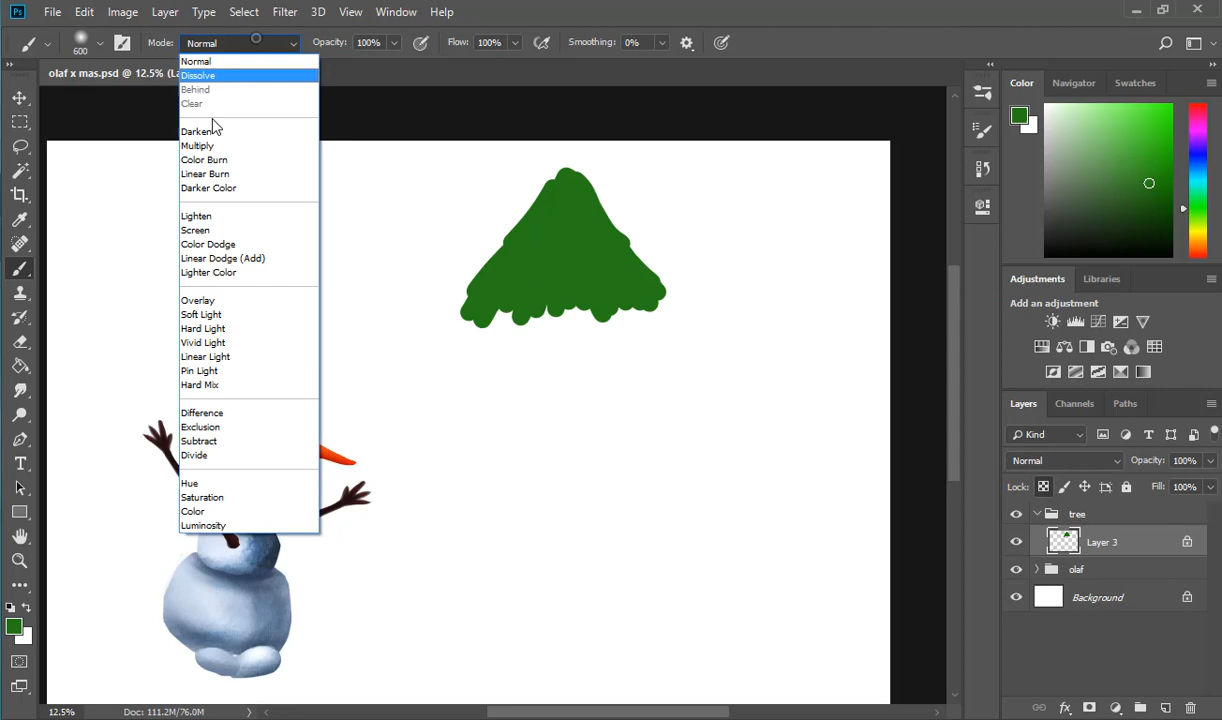 Ps File Edit Image Layer Type Select Filter 3D View Window Help
600 Mode: Normal Opacity: 100% Flow: 100% Smoothing: 0%
olaf x mas.psd @ 12.5% (La
Normal
Dissolve
Behind
Clear
Darken
Multiply
Color Burn
Linear Burn
Darker Color
Lighten
Screen
Color Dodge
Linear Dodge (Add)
Lighter Color
Overlay
Soft Light
Hard Light
Vivid Light
Linear Light
Pin Light
Hard Mix
Difference
Exclusion
Subtract
Divide
Hue
Saturation
Color
Luminosity
Color Navigator Swatches
Adjustments Libraries
Add an adjustment
Layers Channels Paths
Kind
Normal Opacity: 100%
Lock: Fill: 100%
tree
Layer 3
olaf
Background
12.5% Doc: 111.2M/76.0M